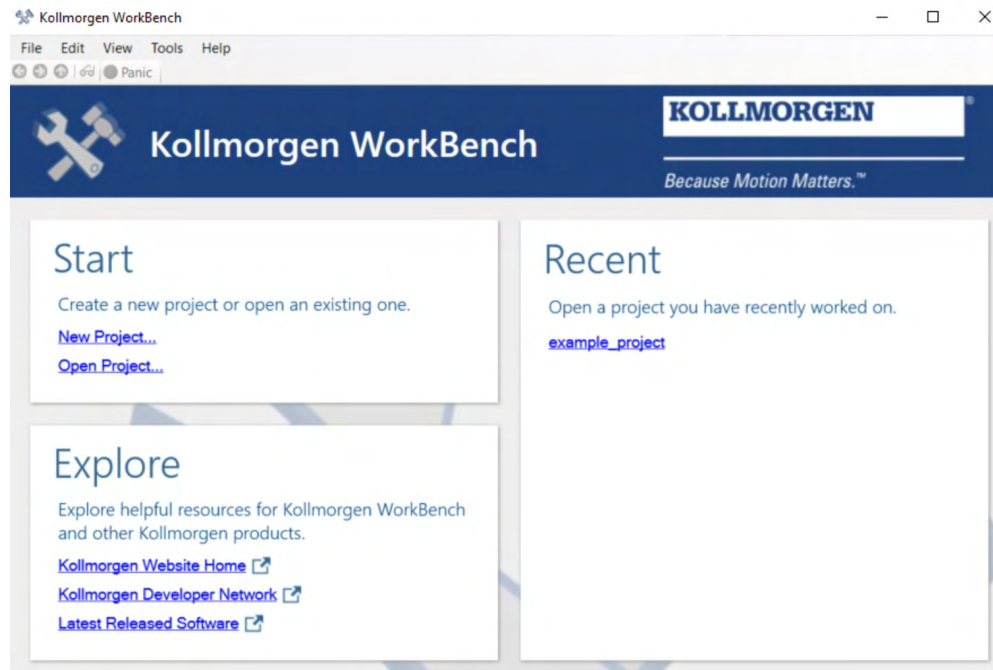 Kollmorgen WorkBench
File Edit View Tools Help
Panic
Kollmorgen WorkBench
KOLLMORGEN®
Because Motion Matters.™
Start
Create a new project or open an existing one.
New Project...
Open Project...
Explore
Explore helpful resources for Kollmorgen WorkBench
and other Kollmorgen products.
Kollmorgen Website Home
Kollmorgen Developer Network
Latest Released Software
Recent
Open a project you have recently worked on.
example_project